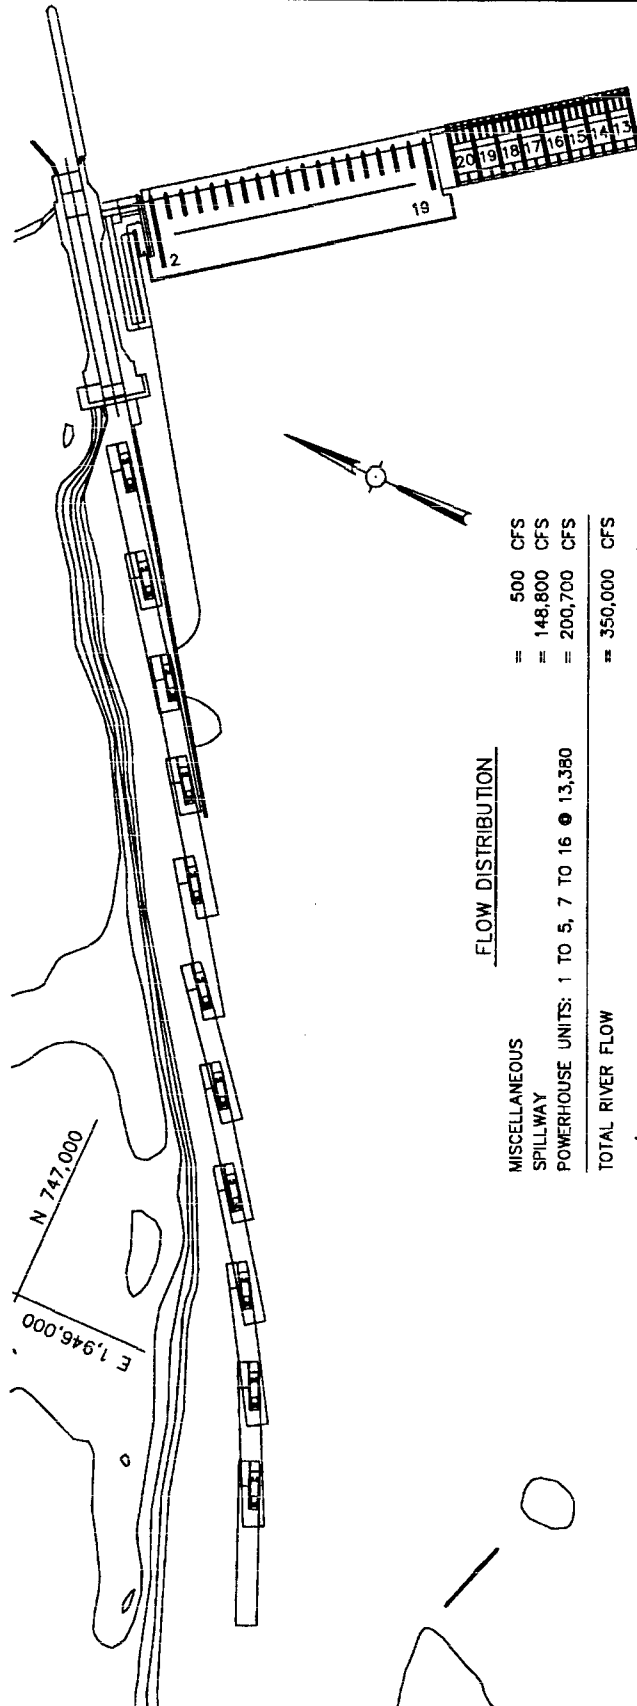 20 19 18 17 16 15 14 13
19
2
N 747,000
E 1,946,000
FLOW DISTRIBUTION
MISCELLANEOUS = 500 CFS
SPILLWAY = 148,800 CFS
POWERHOUSE UNITS: 1 TO 5, 7 TO 16 @ 13,380 = 200,700 CFS
TOTAL RIVER FLOW = 350,000 CFS